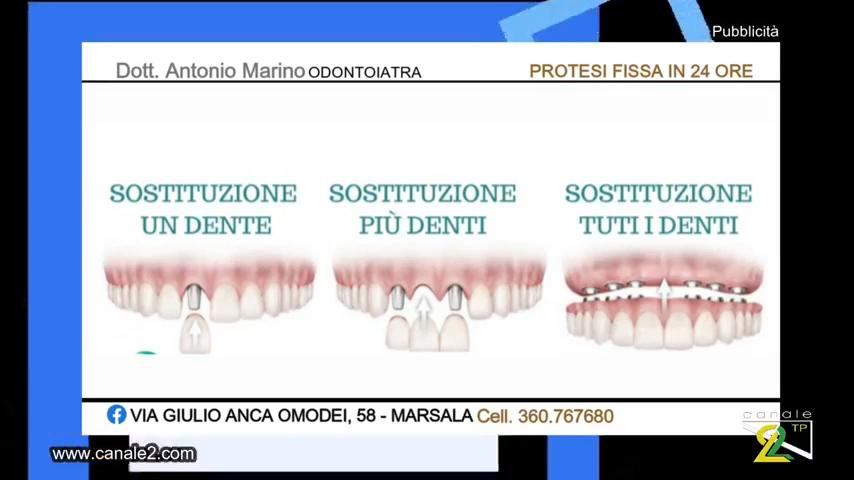 Pubblicità
Dott. Antonio Marino ODONTOIATRA
PROTESI FISSA IN 24 ORE
SOSTITUZIONE
UN DENTE
SOSTITUZIONE
PIÙ DENTI
SOSTITUZIONE
TUTI I DENTI
VIA GIULIO ANCA OMODEI, 58 - MARSALA Cell. 360.767680
canale
2 TP
www.canale2.com